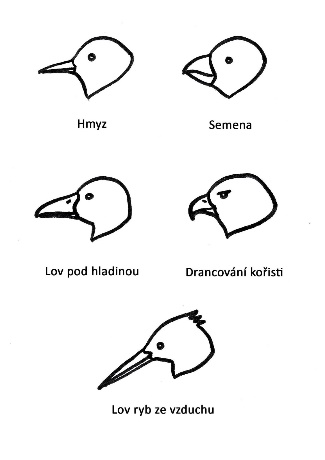 Hmyz
Semena
Lov pod hladinou
Drancování kořisti
Lov ryb ze vzduchu